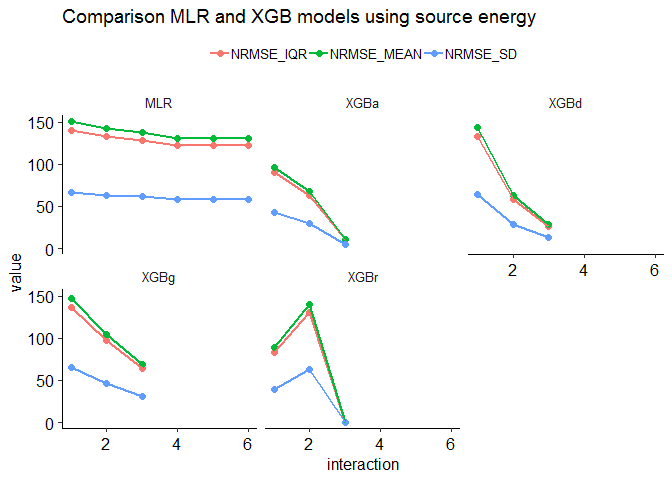 Comparison MLR and XGB models using source energy
NRMSE_IQR NRMSE_MEAN NRMSE_SD
MLR XGBa XGBd
150
100
50
0
2 4 6
XGBg XGBr
150
100
50
0
2 4 6 2 4 6
value
interaction